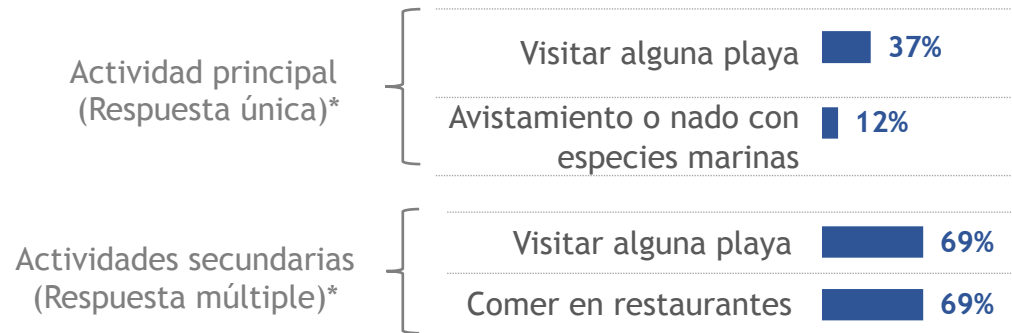 Actividad principal
(Respuesta única)*
Visitar alguna playa
37%
Avistamiento o nado con
especies marinas
12%
Actividades secundarias
(Respuesta múltiple)*
Visitar alguna playa
69%
Comer en restaurantes
69%